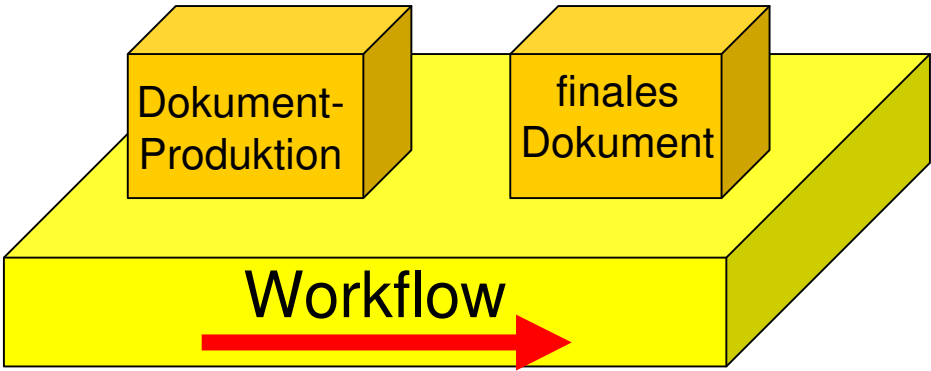 Dokument-
Produktion
finales
Dokument
Workflow